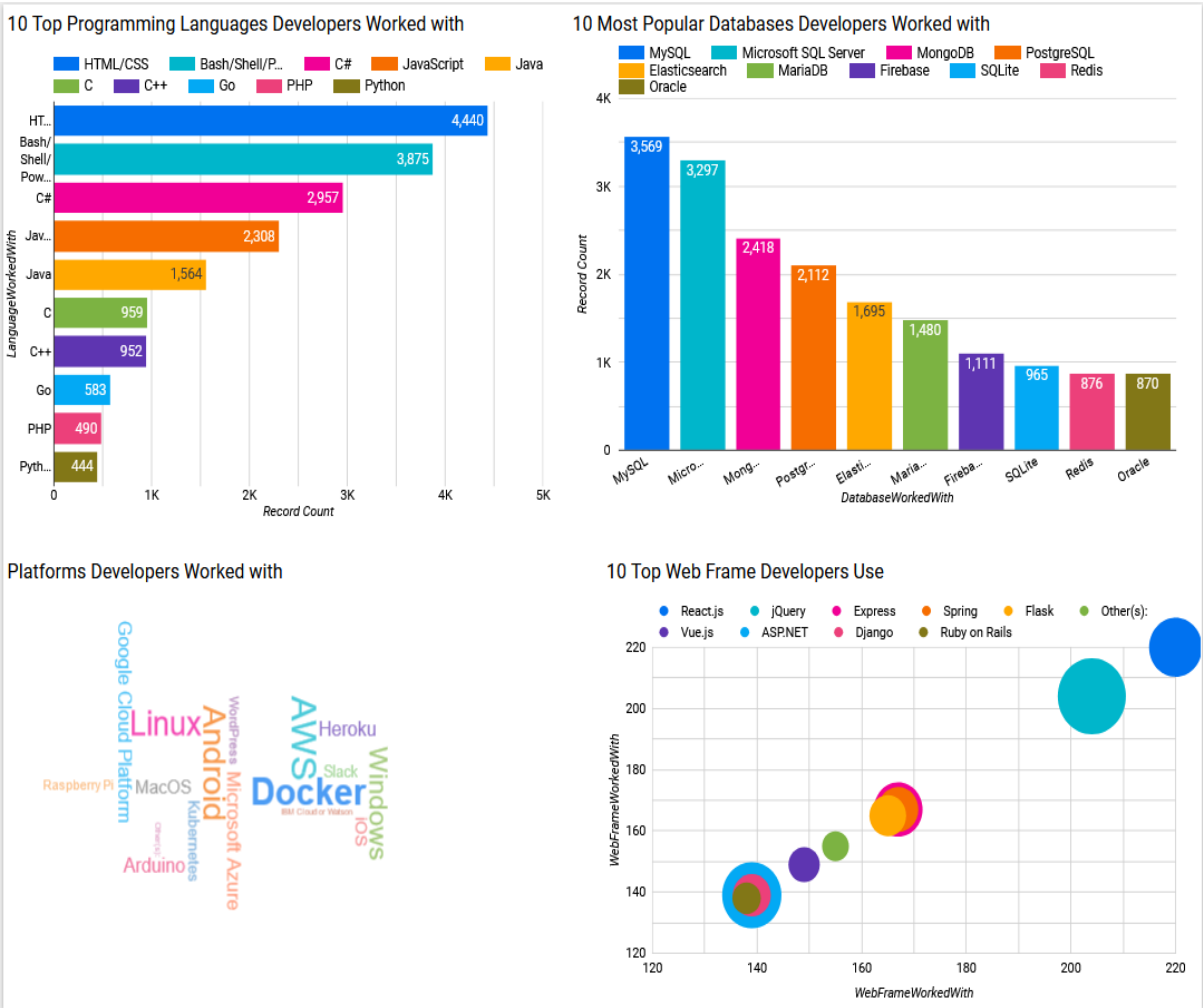 10 Top Programming Languages Developers Worked with
HTML/CSS Bash/Shell/P... C# JavaScript Java
C C++ Go PHP Python
LanguageWorkedWith
HT...
4,440
Bash/
Shell/
Pow...
3,875
C#
2,957
Jav...
2,308
Java
1,564
C
959
C++
952
Go
583
PHP
490
Pyth...
444
0 1K 2K 3K 4K 5K
Record Count
10 Most Popular Databases Developers Worked with
MySQL Microsoft SQL Server MongoDB PostgreSQL
Elasticsearch MariaDB Firebase SQLite Redis
Oracle
Record Count
4K
3K
2K
1K
0
3,569
3,297
2,418
2,112
1,695
1,480
1,111
965
876
870
MySQL Micro... Mong... Postgr... Elasti... Maria... Fireba... SQLite Redis Oracle
DatabaseWorkedWith
Platforms Developers Worked with
Google Cloud Platform
Linux
Android
WordPress
AWS
Heroku
Slack
Windows
Raspberry Pi
MacOS
Docker
IBM Cloud or Watson
iOS
Kubernetes
Microsoft Azure
Arduino
10 Top Web Frame Developers Use
React.js jQuery Express Spring Flask Other(s):
Vue.js ASP.NET Django Ruby on Rails
WebFrameWorkedWith
220
200
180
160
140
120
120 140 160 180 200 220
WebFrameWorkedWith